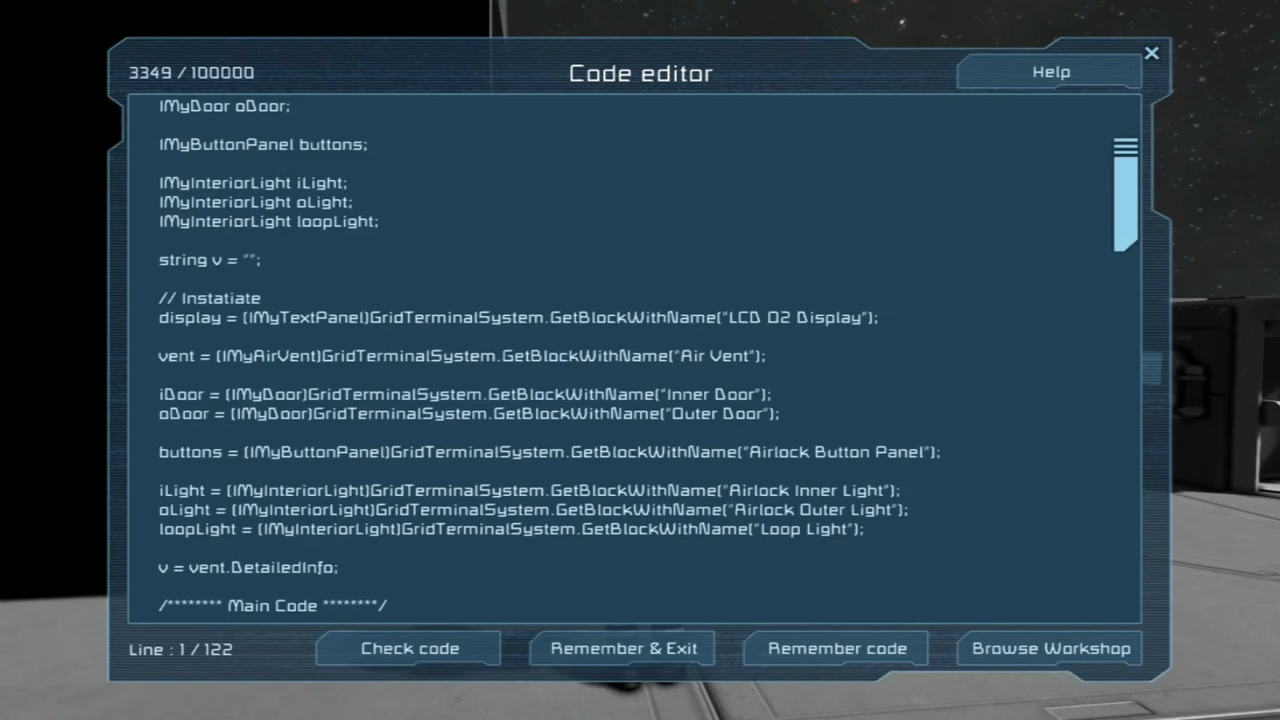 3349 / 100000
Code editor
Help
IMyDoor oDoor;
IMyButtonPanel buttons;
IMyInteriorLight iLight;
IMyInteriorLight oLight;
IMyInteriorLight loopLight;
string v = "";
// Instatiate
display = (IMyTextPanel)GridTerminalSystem.GetBlockWithName("LCD O2 Display");
vent = (IMyAirVent)GridTerminalSystem.GetBlockWithName("Air Vent");
iDoor = (IMyDoor)GridTerminalSystem.GetBlockWithName("Inner Door");
oDoor = (IMyDoor)GridTerminalSystem.GetBlockWithName("Outer Door");
buttons = (IMyButtonPanel)GridTerminalSystem.GetBlockWithName("Airlock Button Panel");
iLight = (IMyInteriorLight)GridTerminalSystem.GetBlockWithName("Airlock Inner Light");
oLight = (IMyInteriorLight)GridTerminalSystem.GetBlockWithName("Airlock Outer Light");
loopLight = (IMyInteriorLight)GridTerminalSystem.GetBlockWithName("Loop Light");
v = vent.DetailedInfo;
/******** Main Code ********/
Line : 1 / 122
Check code
Remember & Exit
Remember code
Browse Workshop